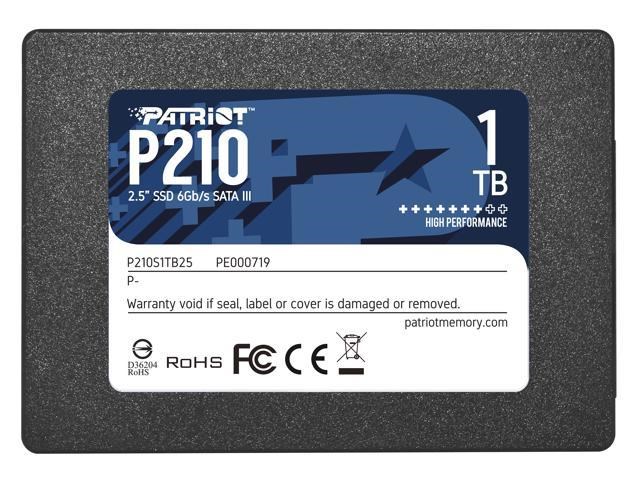 PATRIOT™
P210
2.5" SSD 6Gb/s SATA III
1
TB
HIGH PERFORMANCE
P210S1TB25 PE000719
P-
Warranty void if seal, label or cover is damaged or removed.
patriotmemory.com
D36204
RoHS
RoHS
FC CE